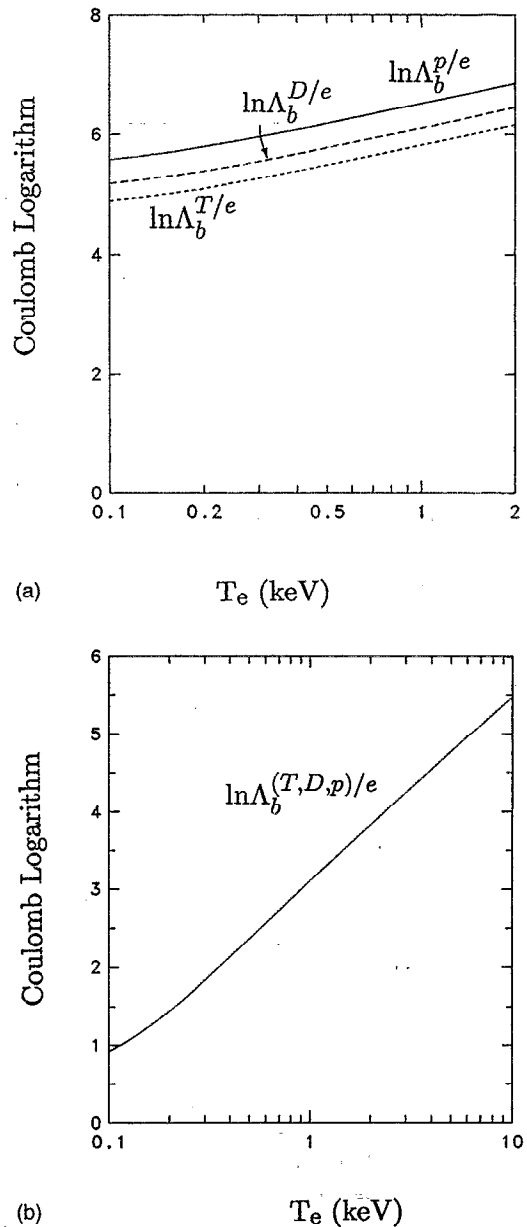 8
6
4
2
0
Coulomb Logarithm
lnΛ_b^{p/e}
lnΛ_b^{D/e}
lnΛ_b^{T/e}
0.1 0.2 0.5 1 2
(a) T_e (keV)
6
5
4
3
2
1
0
Coulomb Logarithm
lnΛ_b^{(T,D,p)/e}
0.1 1 10
(b) T_e (keV)